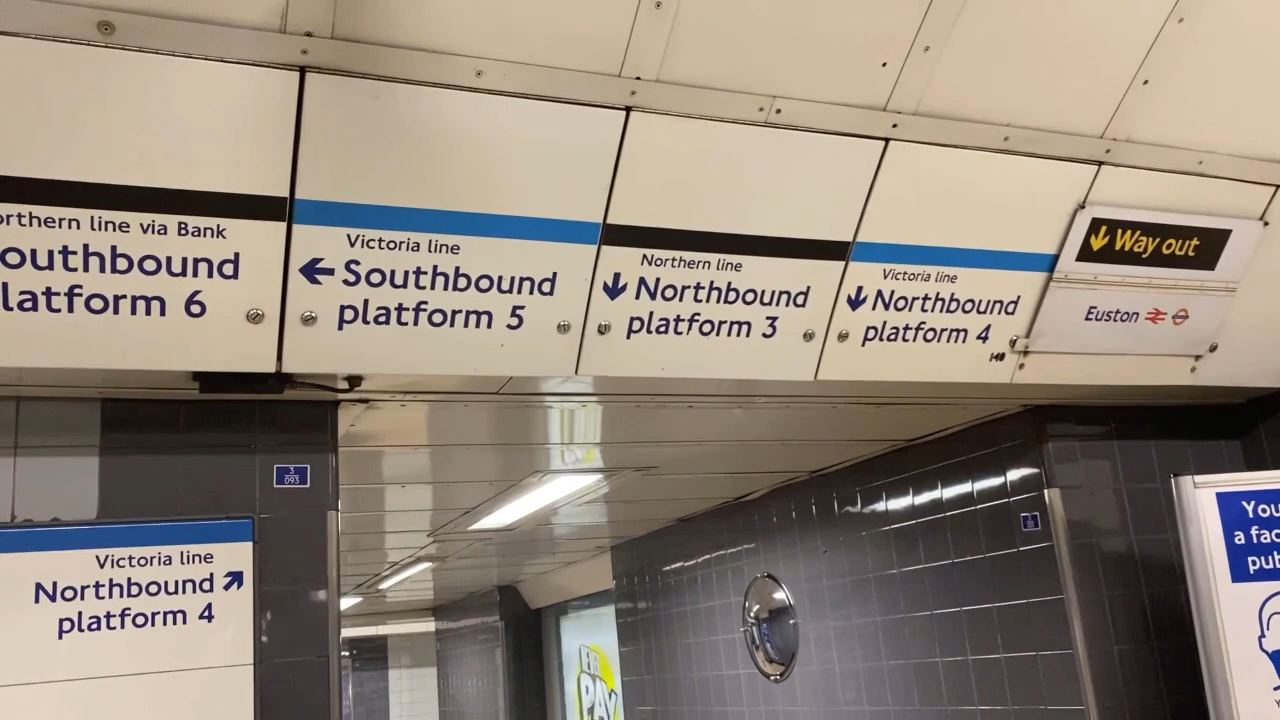 orthern line via Bank
outhbound
latform 6
Victoria line
← Southbound
platform 5
Northern line
↓ Northbound
platform 3
Victoria line
↓ Northbound
platform 4
140
↓ Way out
Euston
3
093
Victoria line
Northbound ↗
platform 4
You
a fac
pub
PAY